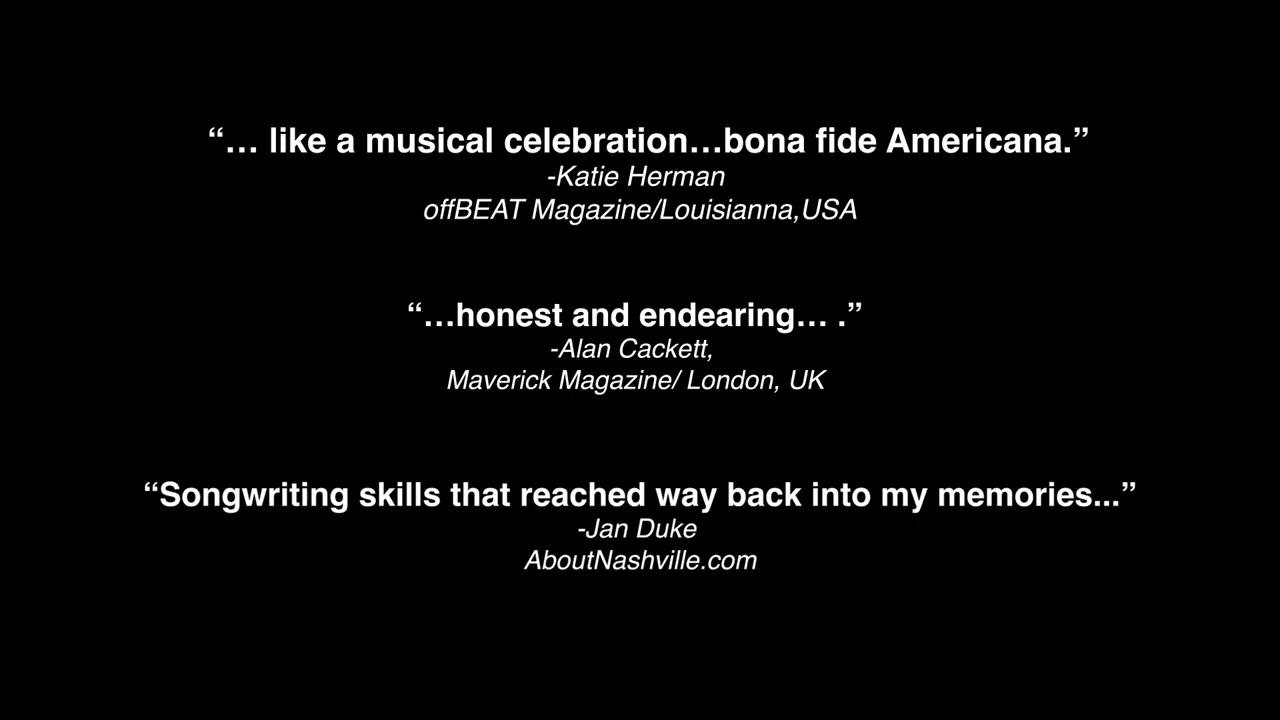 “… like a musical celebration…bona fide Americana.”
-Katie Herman
offBEAT Magazine/Louisianna,USA
“…honest and endearing… .”
-Alan Cackett,
Maverick Magazine/ London, UK
“Songwriting skills that reached way back into my memories...”
-Jan Duke
AboutNashville.com